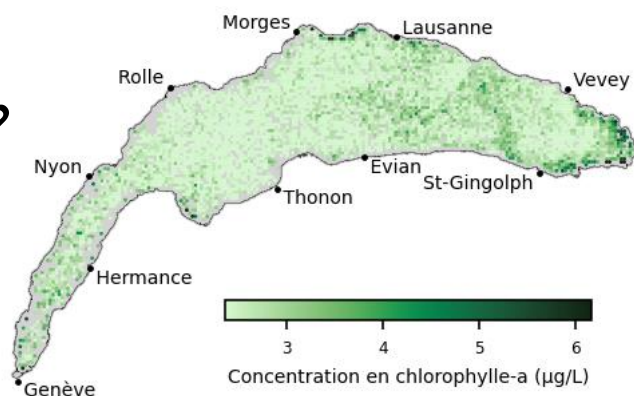 Morges
Lausanne
Rolle
Vevey
?
Nyon
Evian
St-Gingolph
Thonon
Hermance
3 4 5 6
Concentration en chlorophylle-a (µg/L)
Genève